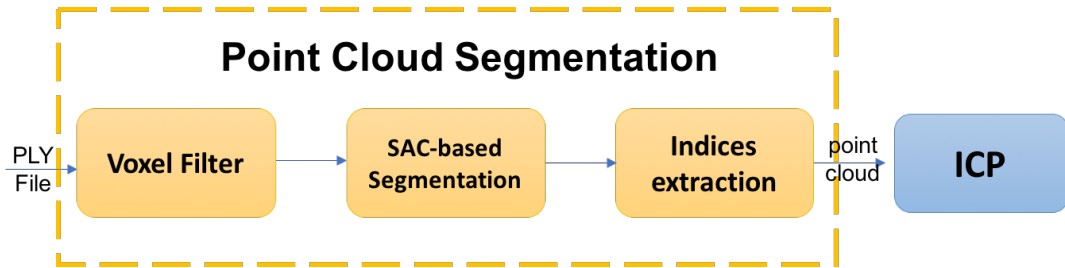 Point Cloud Segmentation
PLY
File
Voxel Filter
SAC-based
Segmentation
Indices
extraction
point
cloud
ICP